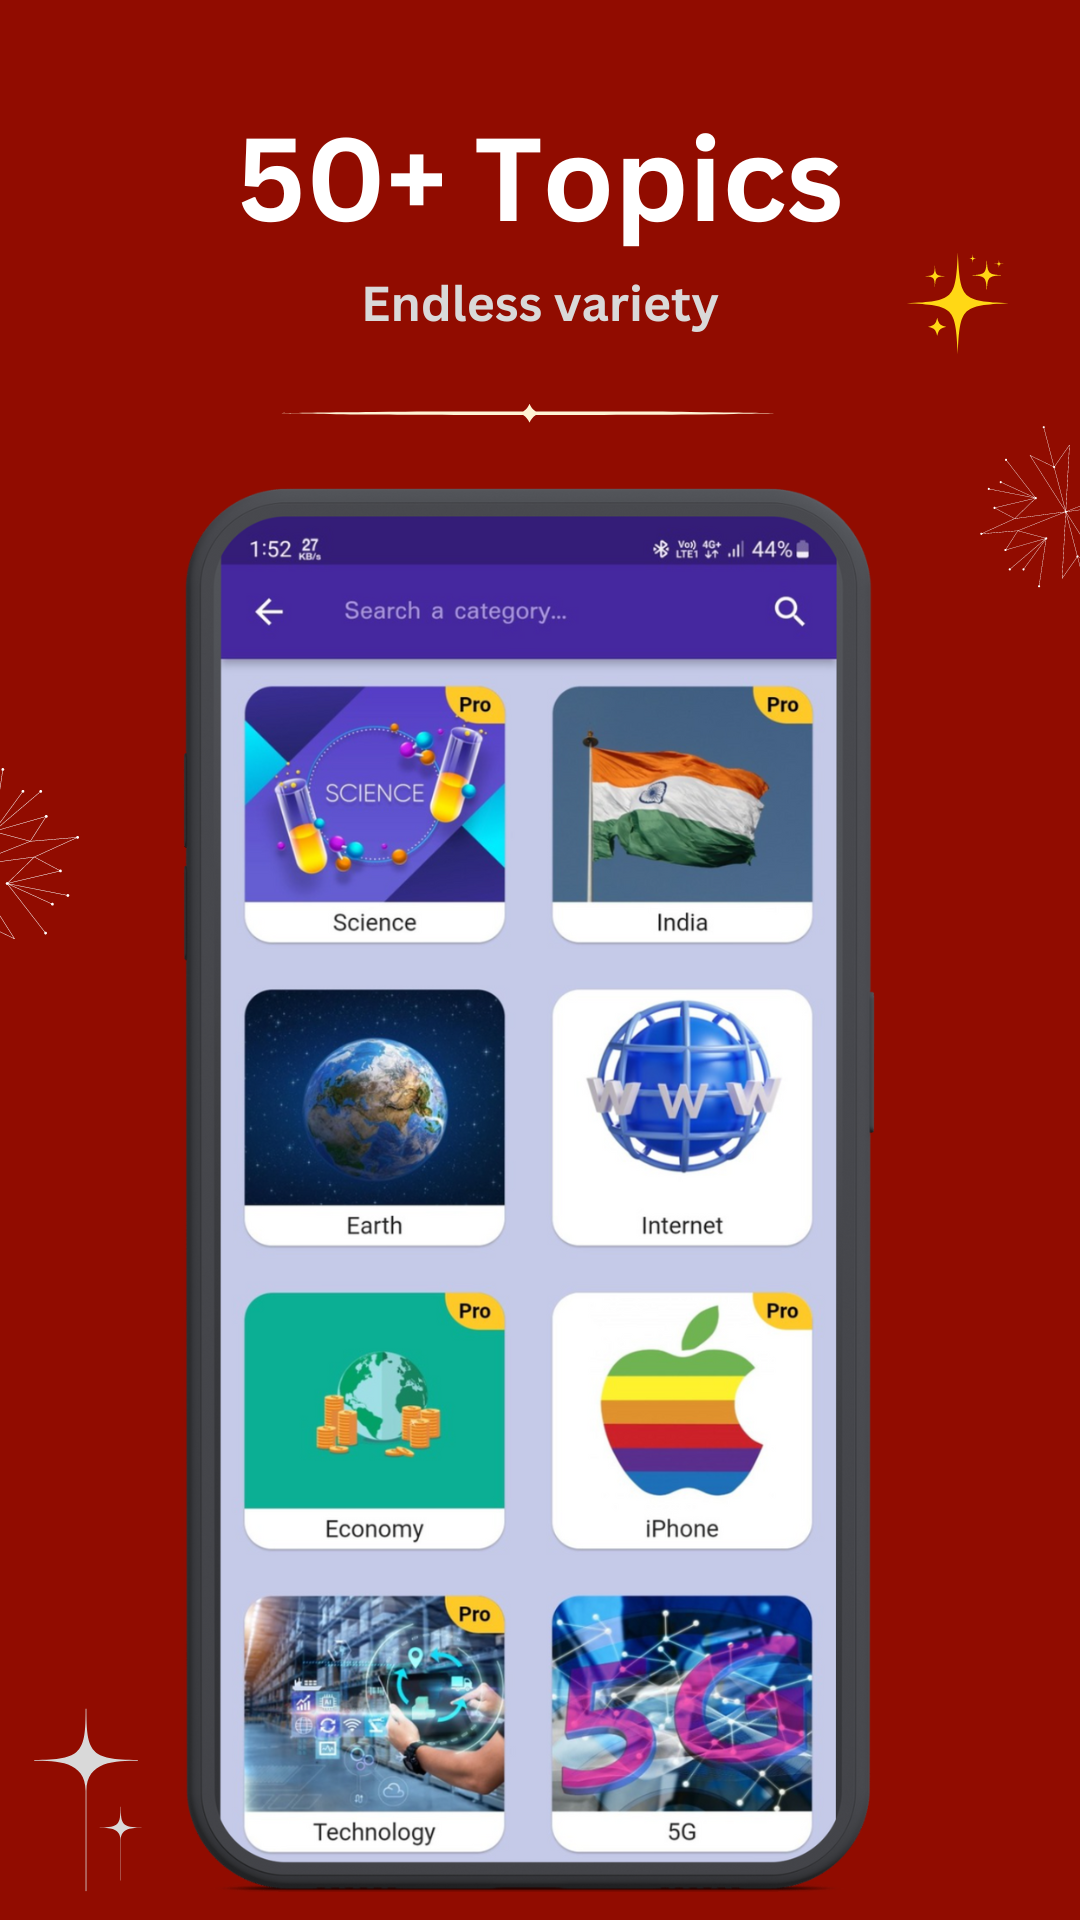 50+ Topics
Endless variety
1:52 27 KB/s Vo) LTE1 4G+ 44%
Search a category...
Pro
Pro
SCIENCE
Science
India
W W W
Earth
Internet
Pro
Pro
Economy
iPhone
Pro
5G
Technology
5G